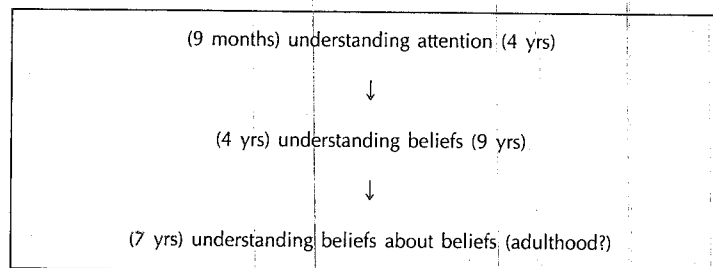 (9 months) understanding attention (4 yrs)
↓
(4 yrs) understanding beliefs (9 yrs)
↓
(7 yrs) understanding beliefs about beliefs (adulthood?)